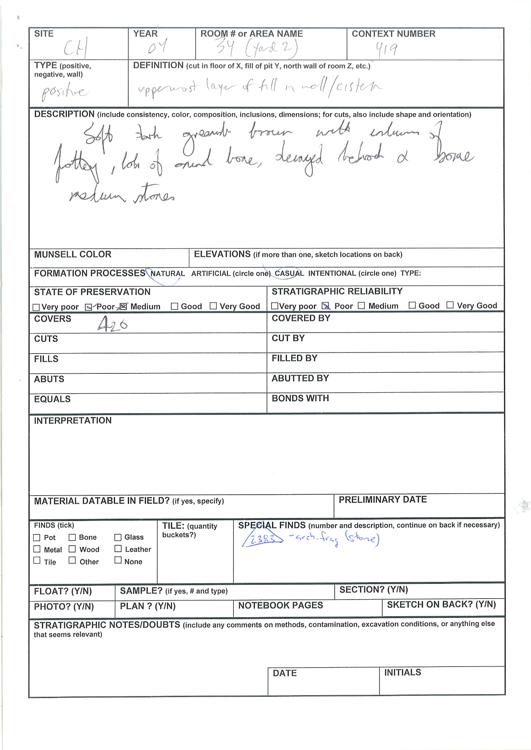 SITE YEAR ROOM # or AREA NAME CONTEXT NUMBER
CH 04 34 (yard 2) 419
TYPE (positive, negative, wall) DEFINITION (cut in floor of X, fill of pit Y, north wall of room Z, etc.)
positive uppermost layer of fill in well/cistern
DESCRIPTION (include consistency, color, composition, inclusions, dimensions; for cuts, also include shape and orientation)
Soft dark greenish brown with inclusions of
pottery, lots of animal bone, decayed & some
medium stones
MUNSELL COLOR ELEVATIONS (if more than one, sketch locations on back)
FORMATION PROCESSES NATURAL ARTIFICIAL (circle one) CASUAL INTENTIONAL (circle one) TYPE:
STATE OF PRESERVATION STRATIGRAPHIC RELIABILITY
Very poor Poor Medium Good Very Good Very poor Poor Medium Good Very Good
COVERS 420 COVERED BY
CUTS CUT BY
FILLS FILLED BY
ABUTS ABUTTED BY
EQUALS BONDS WITH
INTERPRETATION
MATERIAL DATABLE IN FIELD? (if yes, specify) PRELIMINARY DATE
FINDS (tick) TILE: (quantity buckets?) SPECIAL FINDS (number and description, continue on back if necessary)
Pot Bone Glass 2383 - arch. frag (stone)
Metal Wood Leather
Tile Other None
FLOAT? (Y/N) SAMPLE? (if yes, # and type) SECTION? (Y/N)
PHOTO? (Y/N) PLAN ? (Y/N) NOTEBOOK PAGES SKETCH ON BACK? (Y/N)
STRATIGRAPHIC NOTES/DOUBTS (include any comments on methods, contamination, excavation conditions, or anything else
that seems relevant)
DATE INITIALS